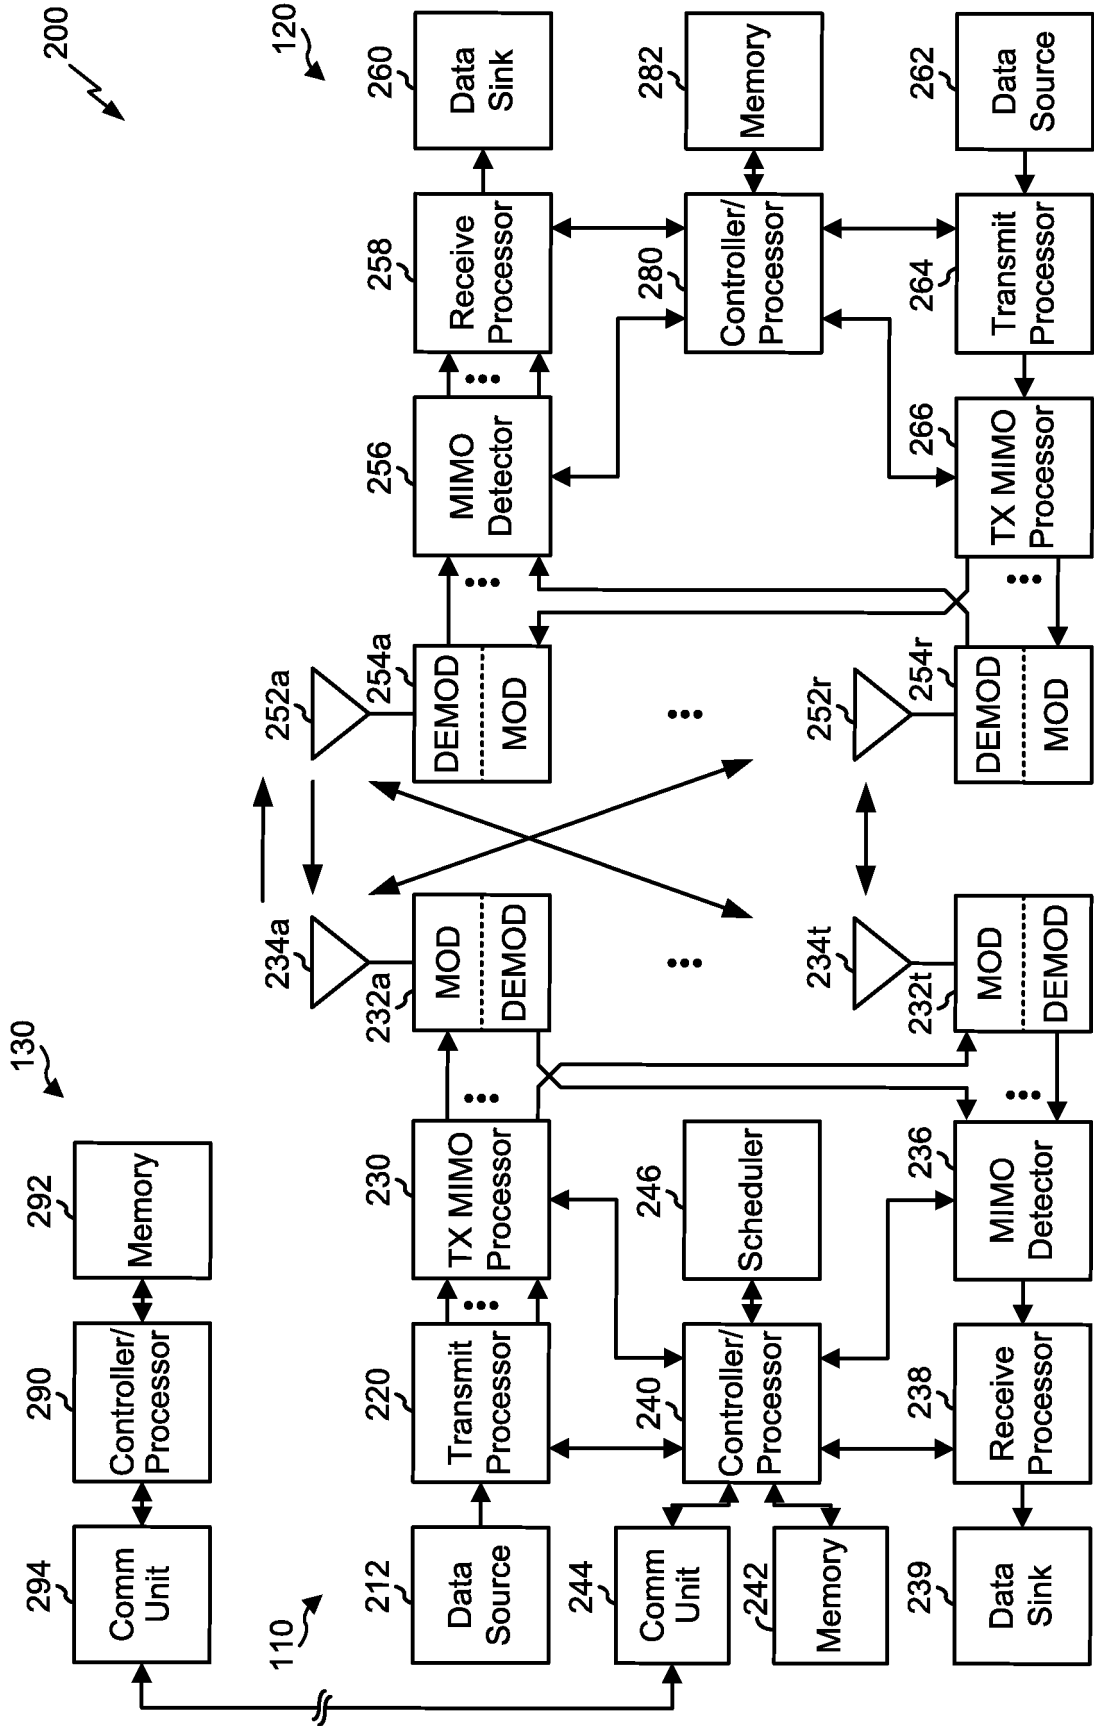 200
130
294
Comm
Unit
290
Controller/
Processor
292
Memory
110
120
212
Data
Source
220
Transmit
Processor
230
TX MIMO
Processor
232a
MOD
DEMOD
234a
252a
254a
DEMOD
MOD
256
MIMO
Detector
258
Receive
Processor
260
Data
Sink
244
Comm
Unit
242
Memory
240
Controller/
Processor
246
Scheduler
280
Controller/
Processor
282
Memory
239
Data
Sink
238
Receive
Processor
236
MIMO
Detector
232t
MOD
DEMOD
234t
252r
254r
DEMOD
MOD
266
TX MIMO
Processor
264
Transmit
Processor
262
Data
Source